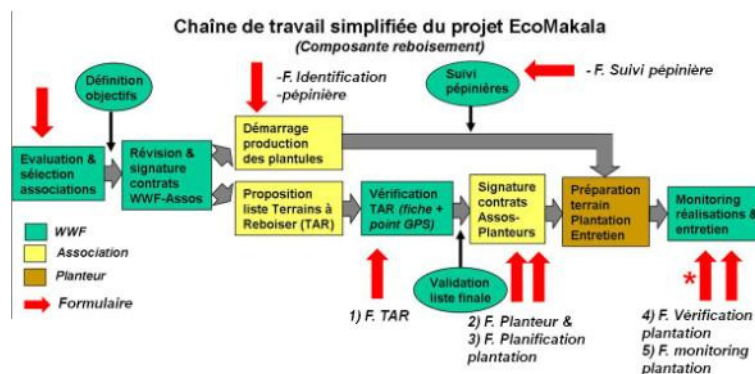 Chaîne de travail simplifiée du projet EcoMakala
(Composante reboisement)
Définition
objectifs
-F. Identification
-pépinière
Suivi
pépinières
- F. Suivi pépinière
Evaluation &
sélection
associations
Révision &
signature
contrats
WWF-Assos
Démarrage
production
des plantules
Proposition
liste Terrains à
Reboiser (TAR)
Vérification
TAR (fiche +
point GPS)
Signature
contrats
Assos-
Planteurs
Préparation
terrain
Plantation
Entretien
Monitoring
réalisations &
entretien
WWF
Association
Planteur
Formulaire
Validation
liste finale
*
1) F. TAR
2) F. Planteur &
3) F. Planification
plantation
4) F. Vérification
plantation
5) F. monitoring
plantation